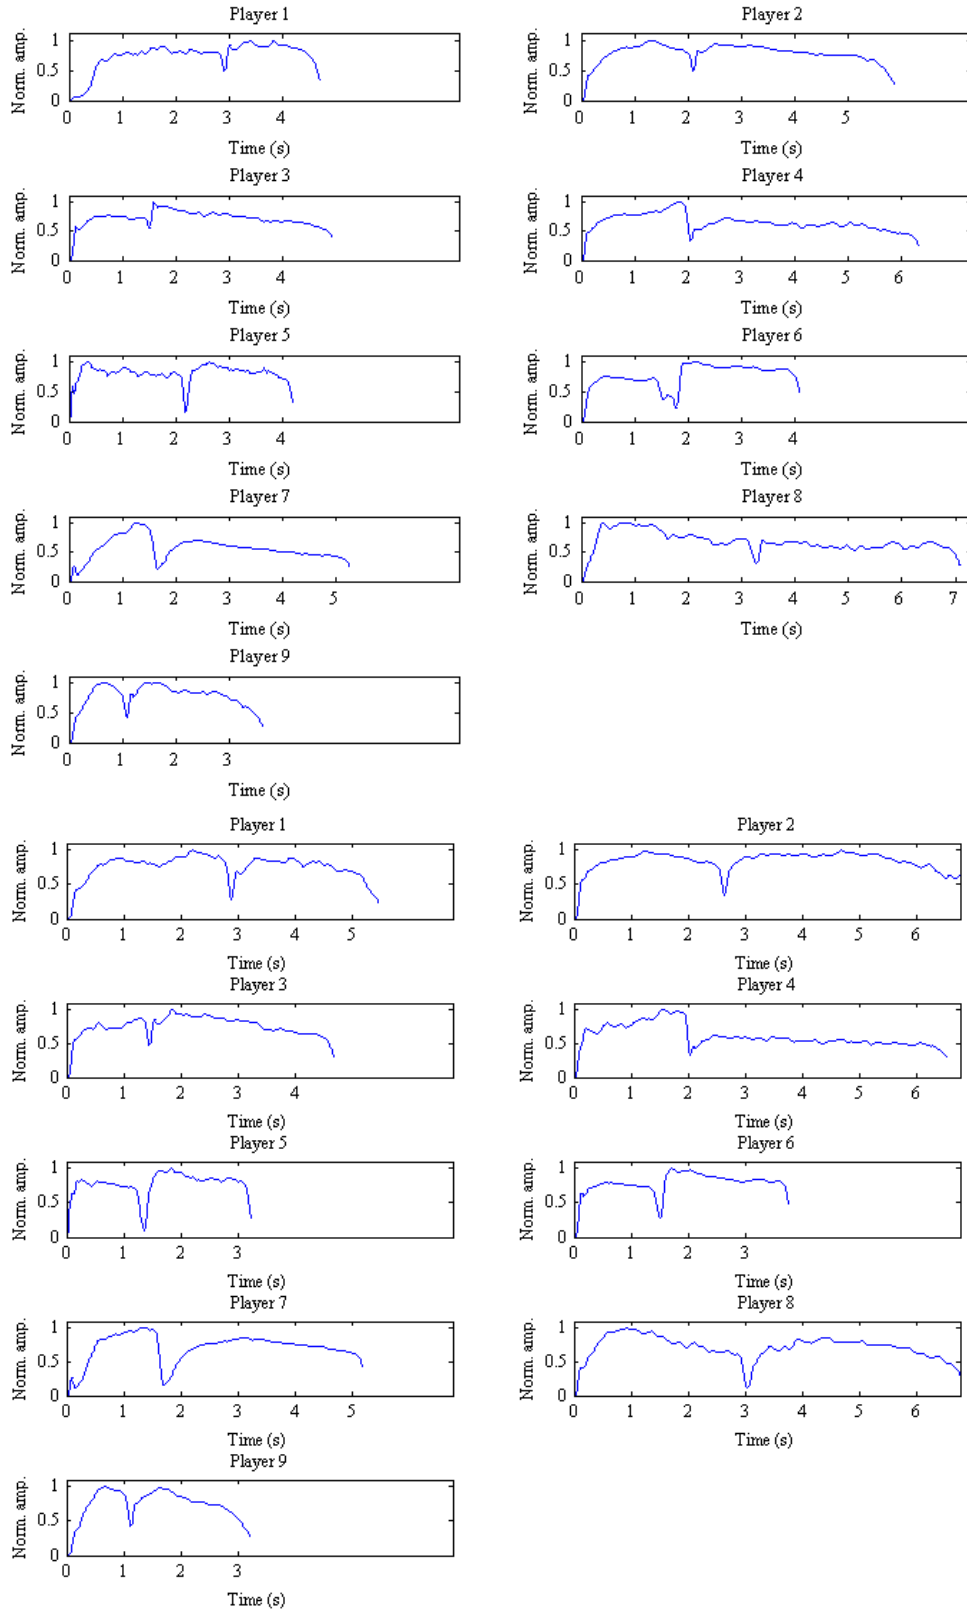 Player 1
Norm. amp.
1
0.5
0
0 1 2 3 4
Time (s)
Player 2
Norm. amp.
1
0.5
0
0 1 2 3 4 5
Time (s)
Player 3
Norm. amp.
1
0.5
0
0 1 2 3 4
Time (s)
Player 4
Norm. amp.
1
0.5
0
0 1 2 3 4 5 6
Time (s)
Player 5
Norm. amp.
1
0.5
0
0 1 2 3 4
Time (s)
Player 6
Norm. amp.
1
0.5
0
0 1 2 3 4
Time (s)
Player 7
Norm. amp.
1
0.5
0
0 1 2 3 4 5
Time (s)
Player 8
Norm. amp.
1
0.5
0
0 1 2 3 4 5 6 7
Time (s)
Player 9
Norm. amp.
1
0.5
0
0 1 2 3
Time (s)
Player 1
Norm. amp.
1
0.5
0
0 1 2 3 4 5
Time (s)
Player 2
Norm. amp.
1
0.5
0
0 1 2 3 4 5 6
Time (s)
Player 3
Norm. amp.
1
0.5
0
0 1 2 3 4
Time (s)
Player 4
Norm. amp.
1
0.5
0
0 1 2 3 4 5 6
Time (s)
Player 5
Norm. amp.
1
0.5
0
0 1 2 3
Time (s)
Player 6
Norm. amp.
1
0.5
0
0 1 2 3
Time (s)
Player 7
Norm. amp.
1
0.5
0
0 1 2 3 4 5
Time (s)
Player 8
Norm. amp.
1
0.5
0
0 1 2 3 4 5 6
Time (s)
Player 9
Norm. amp.
1
0.5
0
0 1 2 3
Time (s)